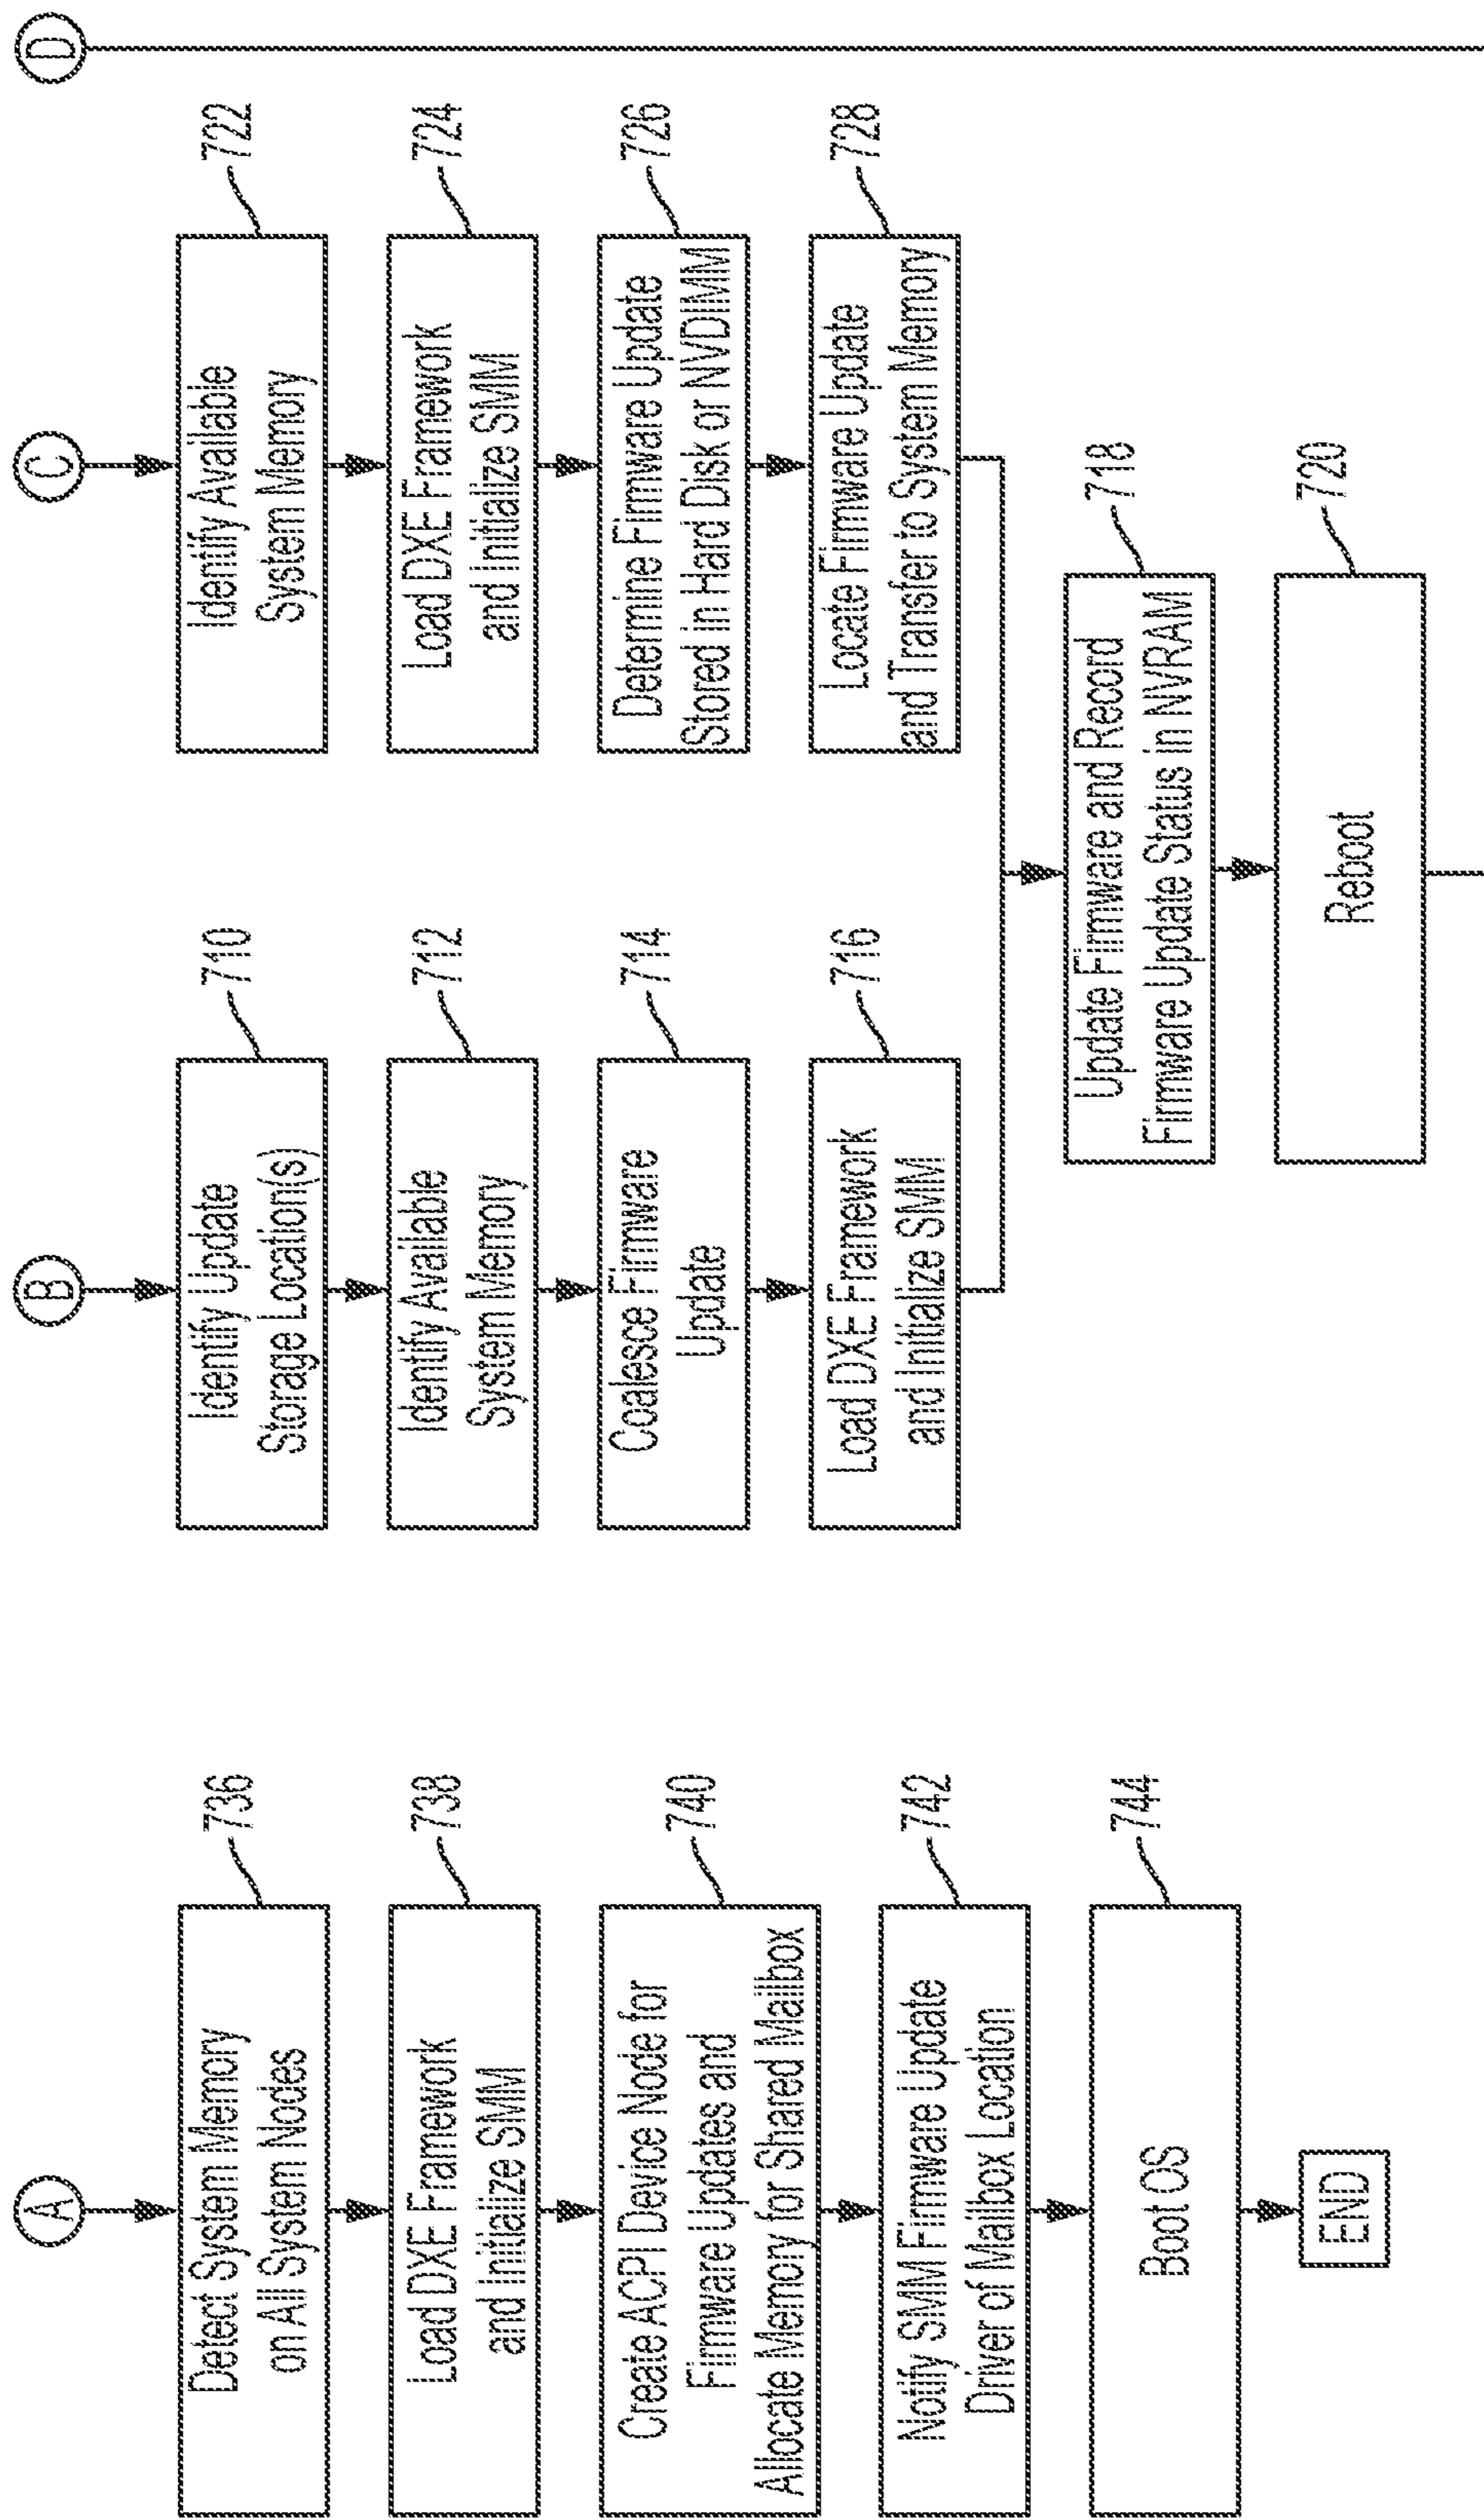 A
Detect System Memory
on All System Nodes
736
Load DXE Framework
and Initialize SMM
738
Create ACPI Device Node for
Firmware Updates and
Allocate Memory for Shared Mailbox
740
Notify SMM Firmware Update
Driver of Mailbox Location
742
Boot OS
744
END
B
Identify Update
Storage Location(s)
710
Identify Available
System Memory
712
Coalesce Firmware
Update
714
Load DXE Framework
and Initialize SMM
716
C
Identify Available
System Memory
722
Load DXE Framework
and Initialize SMM
724
Determine Firmware Update
Stored in Hard Disk or NVDIMM
726
Locate Firmware Update
and Transfer to System Memory
728
Update Firmware and Record
Firmware Update Status in NVRAM
718
Reboot
720
D